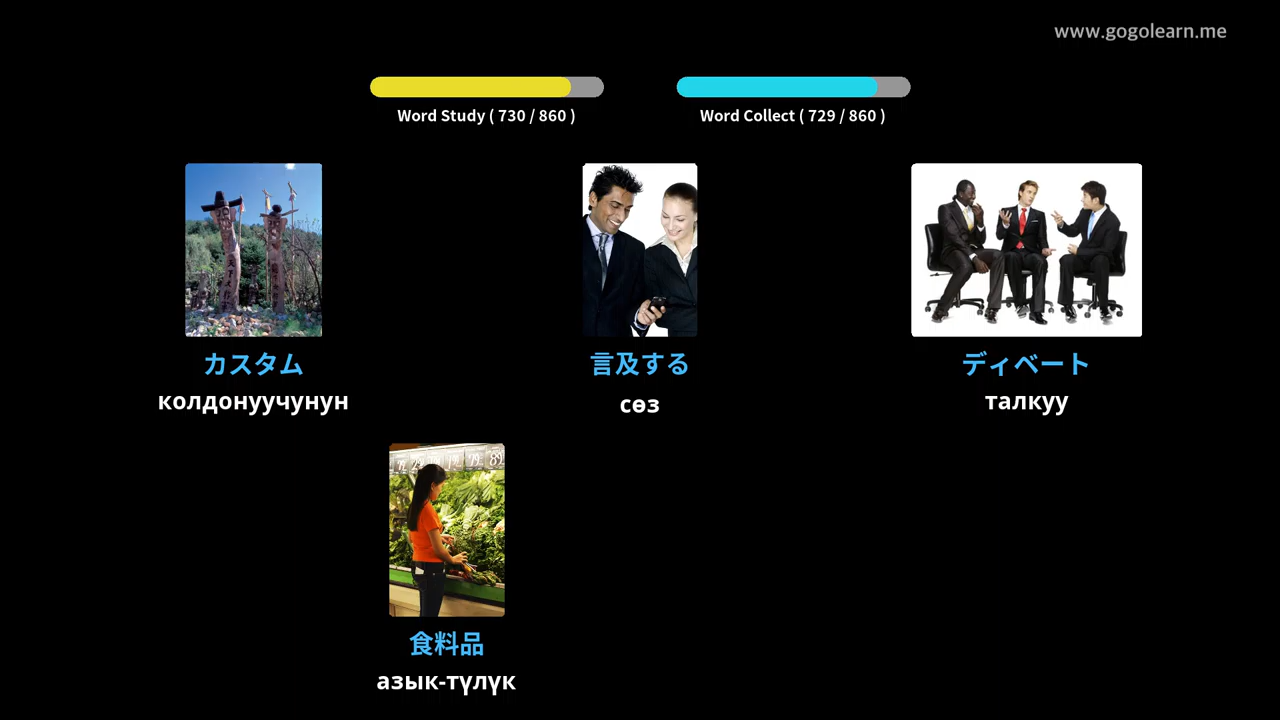 www.gogolearn.me
Word Study ( 730 / 860 )
Word Collect ( 729 / 860 )
カスタム
колдонуучунун
言及する
сөз
ディベート
талкуу
食料品
азык-түлүк